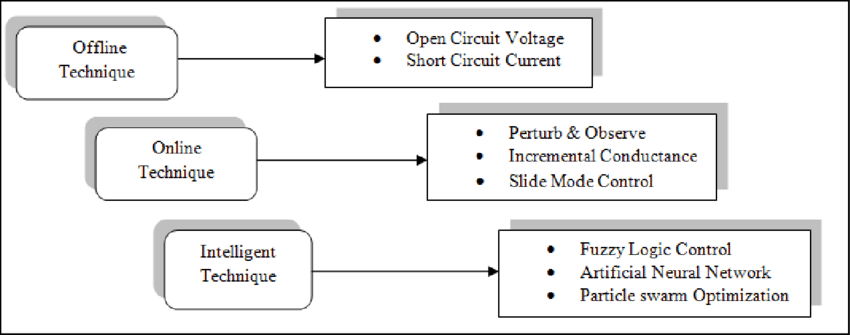 Offline
Technique
• Open Circuit Voltage
• Short Circuit Current
Online
Technique
• Perturb & Observe
• Incremental Conductance
• Slide Mode Control
Intelligent
Technique
• Fuzzy Logic Control
• Artificial Neural Network
• Particle swarm Optimization